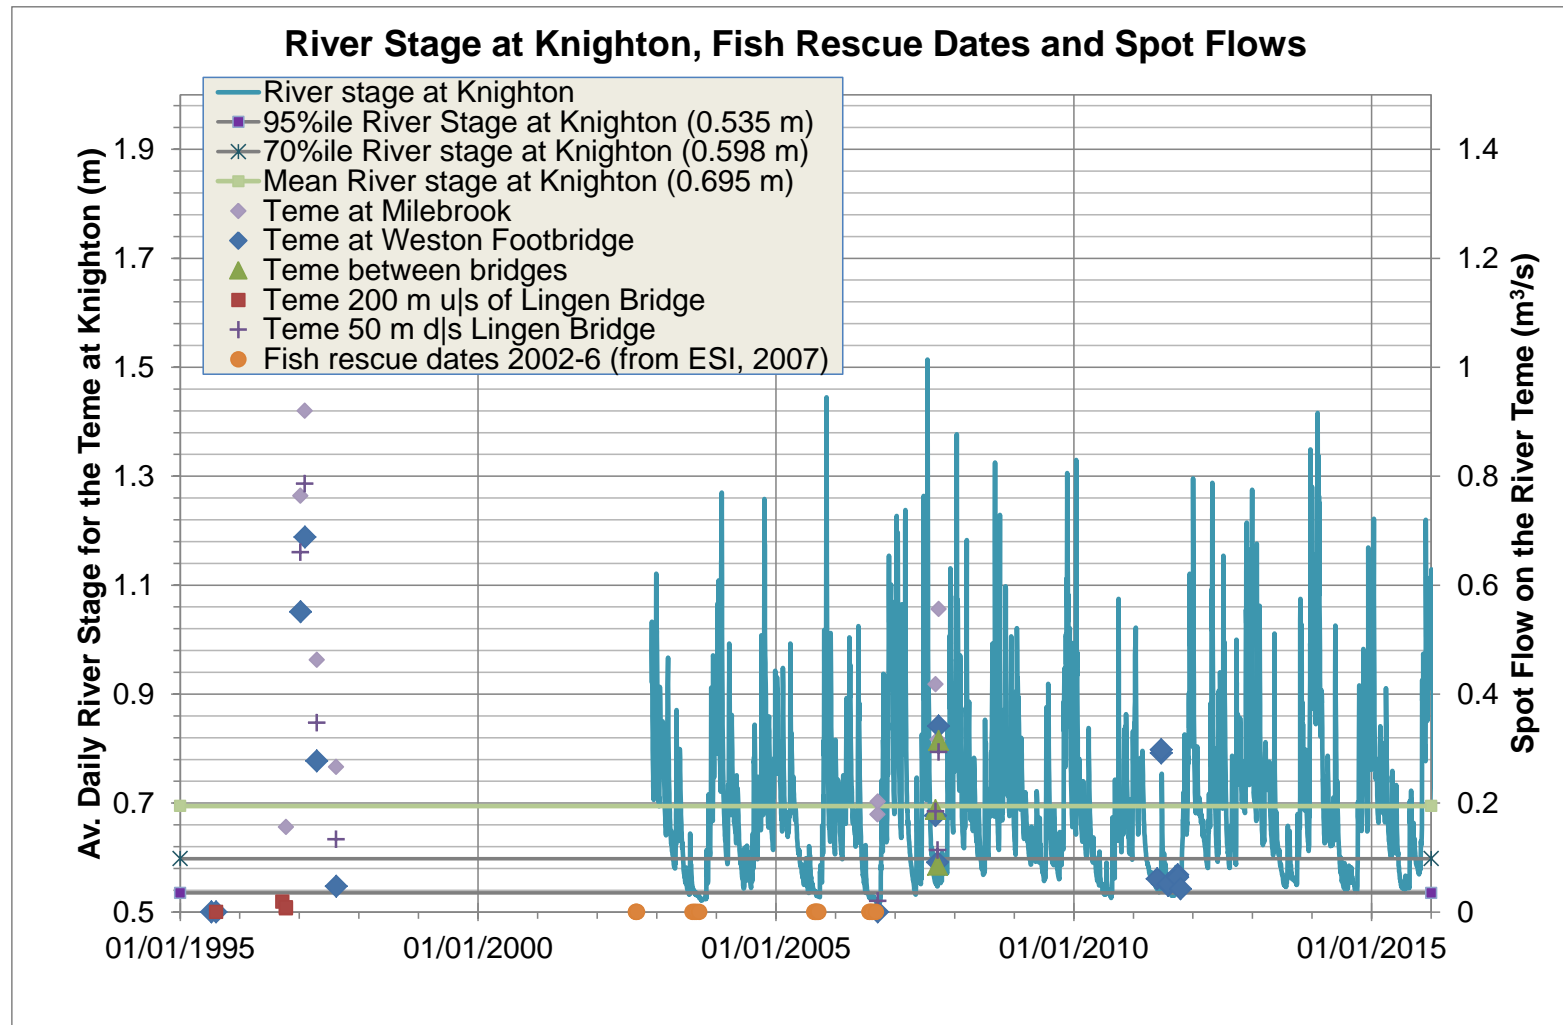 River Stage at Knighton, Fish Rescue Dates and Spot Flows
River stage at Knighton
95%ile River Stage at Knighton (0.535 m)
70%ile River stage at Knighton (0.598 m)
Mean River stage at Knighton (0.695 m)
Teme at Milebrook
Teme at Weston Footbridge
Teme between bridges
Teme 200 m u|s of Lingen Bridge
Teme 50 m d|s Lingen Bridge
Fish rescue dates 2002-6 (from ESI, 2007)
Av. Daily River Stage for the Teme at Knighton (m)
1.9
1.7
1.5
1.3
1.1
0.9
0.7
0.5
1.4
1.2
1
0.8
0.6
0.4
0.2
0
Spot Flow on the River Teme (m³/s)
01/01/1995
01/01/2000
01/01/2005
01/01/2010
01/01/2015